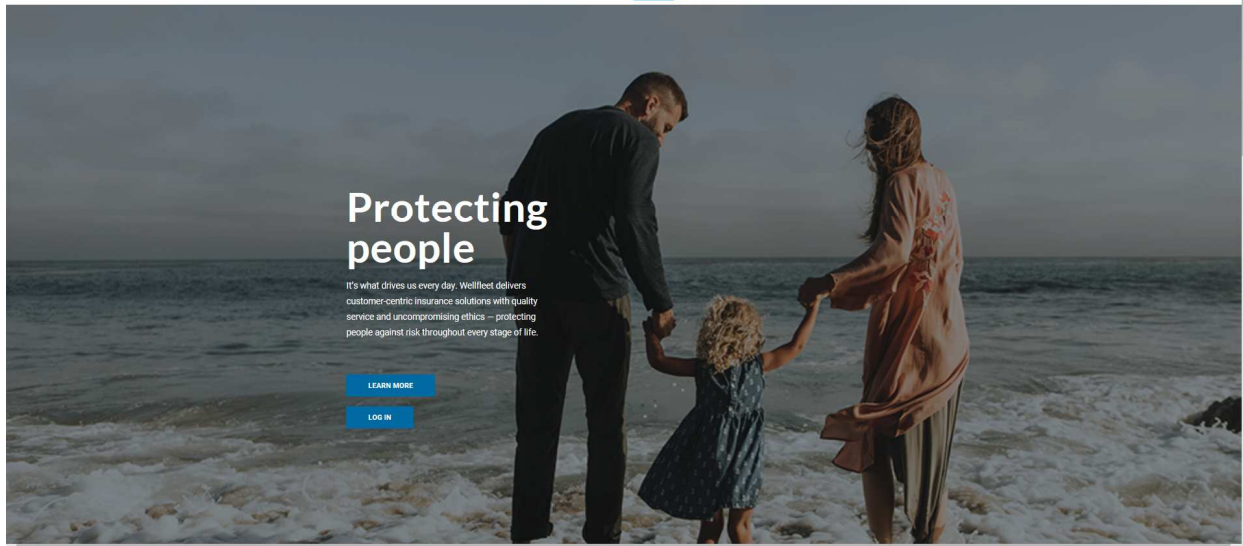 Protecting
people
It's what drives us every day. Wellfleet delivers
customer-centric insurance solutions with quality
service and uncompromising ethics — protecting
people against risk throughout every stage of life.
LEARN MORE
LOG IN